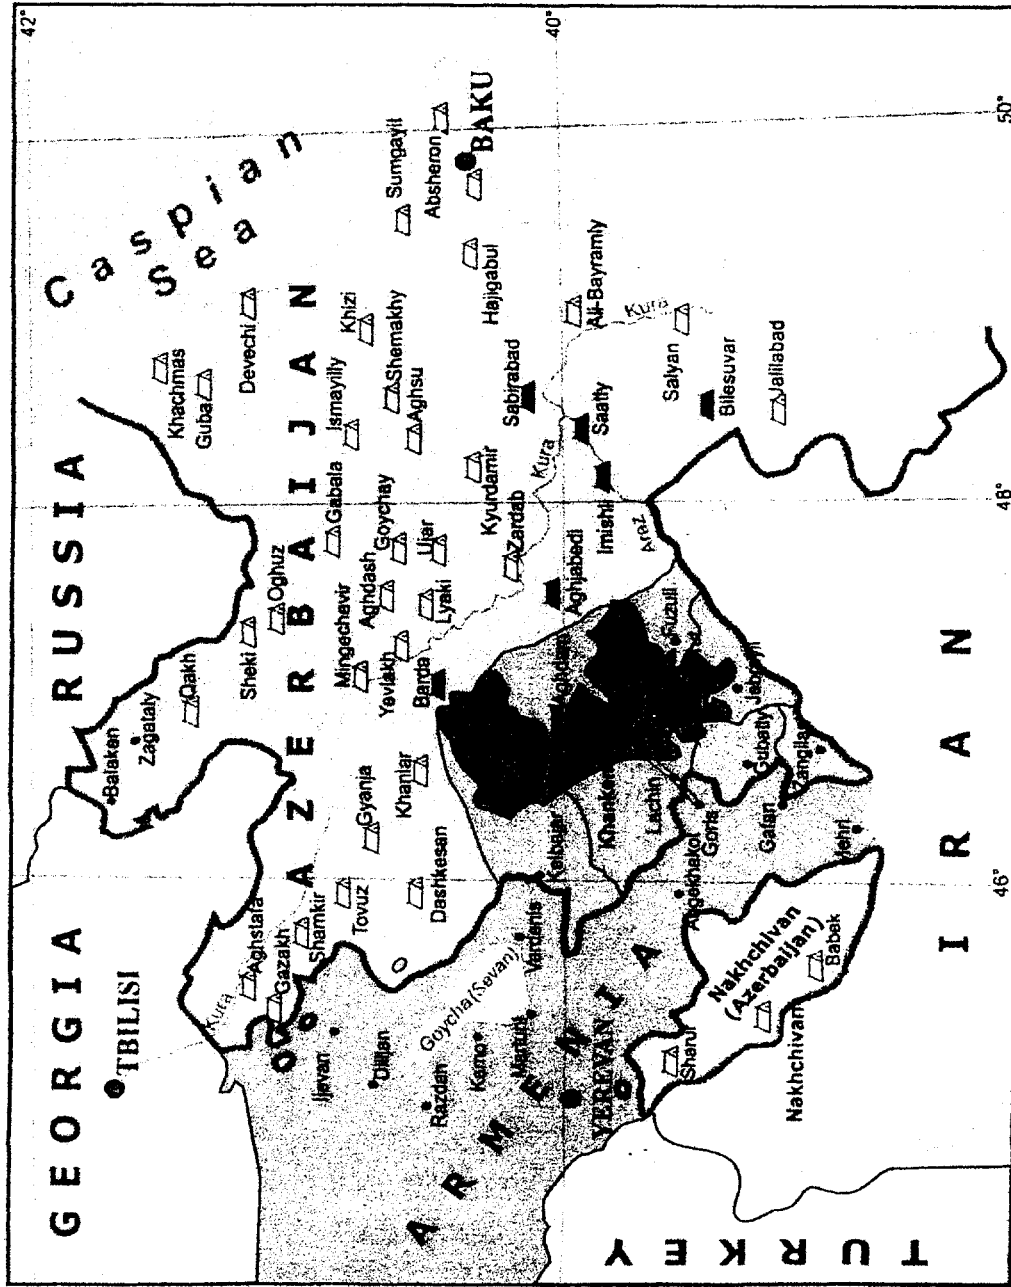 GEORGIA
RUSSIA
42°
Caspian
Sea
TBILISI
Balaken
Zagataly
Qakh
Khachmas
Guba
Devechi
Kura
Aghstafa
Gazakh
Shamkir
Tovuz
Sheki
Oghuz
AZERBAIJAN
Gabala
Ismayilly
Khizi
Shemakhy
Aghsu
Sumgayit
Absheron
BAKU
Gyanja
Khanlar
Dashkesan
Mingechevir
Aghdash
Goychay
Yevlakh
Ujar
Lyaki
Barda
Kyurdamir
Zardab
Kura
Hajigabul
Sabirabad
Ijevan
Dilijan
Razdan
Goycha(Sevan)
Kamo
Martuni
Vardenis
ARMENIA
YEREVAN
Kelbajar
Aghdam
Aghjabedi
Imishli
Saatly
Ali-Bayramly
Kura
40°
Lachin
Fuzuli
Araz
Salyan
Bilesuvar
Jalilabad
Goris
Gubatly
Jabrayil
Zangilan
Gafan
Mehri
Sharur
Nakhchivan
(Azerbaijan)
Nakhchivan
Babek
TURKEY
IRAN
46°
48°
50°